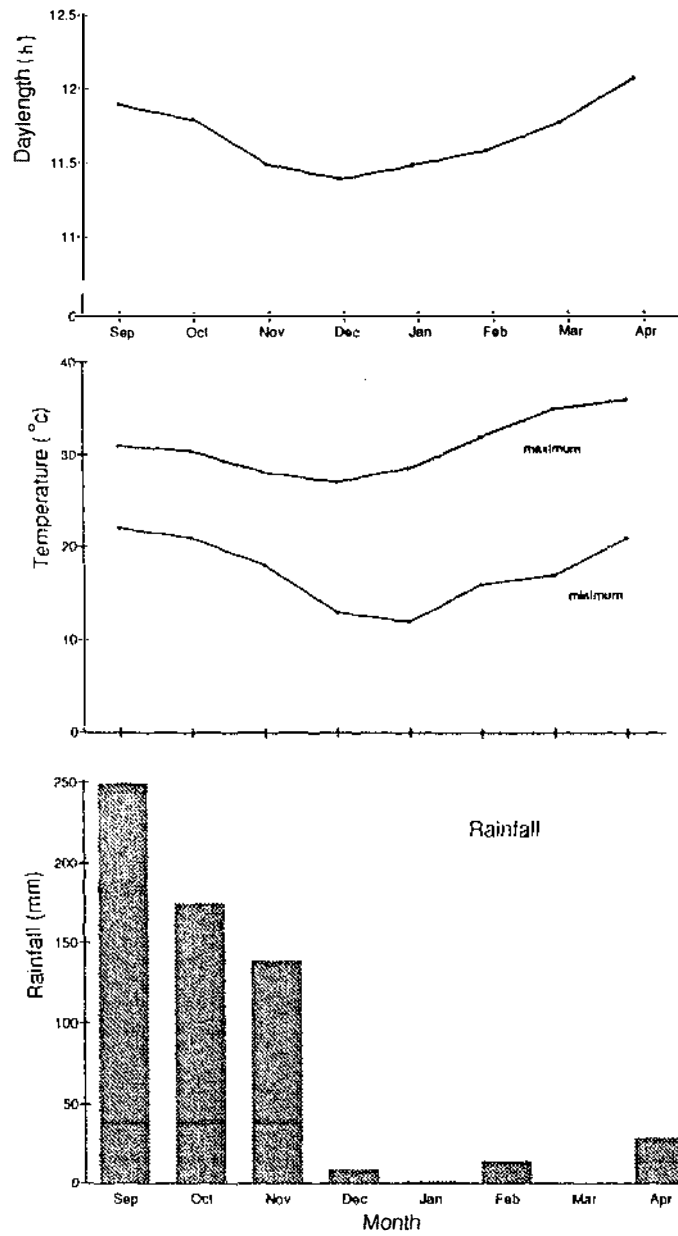 12.5
12
11.5
11
0
Daylength (h)
Sep Oct Nov Dec Jan Feb Mar Apr
40
30
20
10
0
Temperature (°c)
maximum
minimum
250
200
150
100
50
0
Rainfall (mm)
Rainfall
Sep Oct Nov Dec Jan Feb Mar Apr
Month